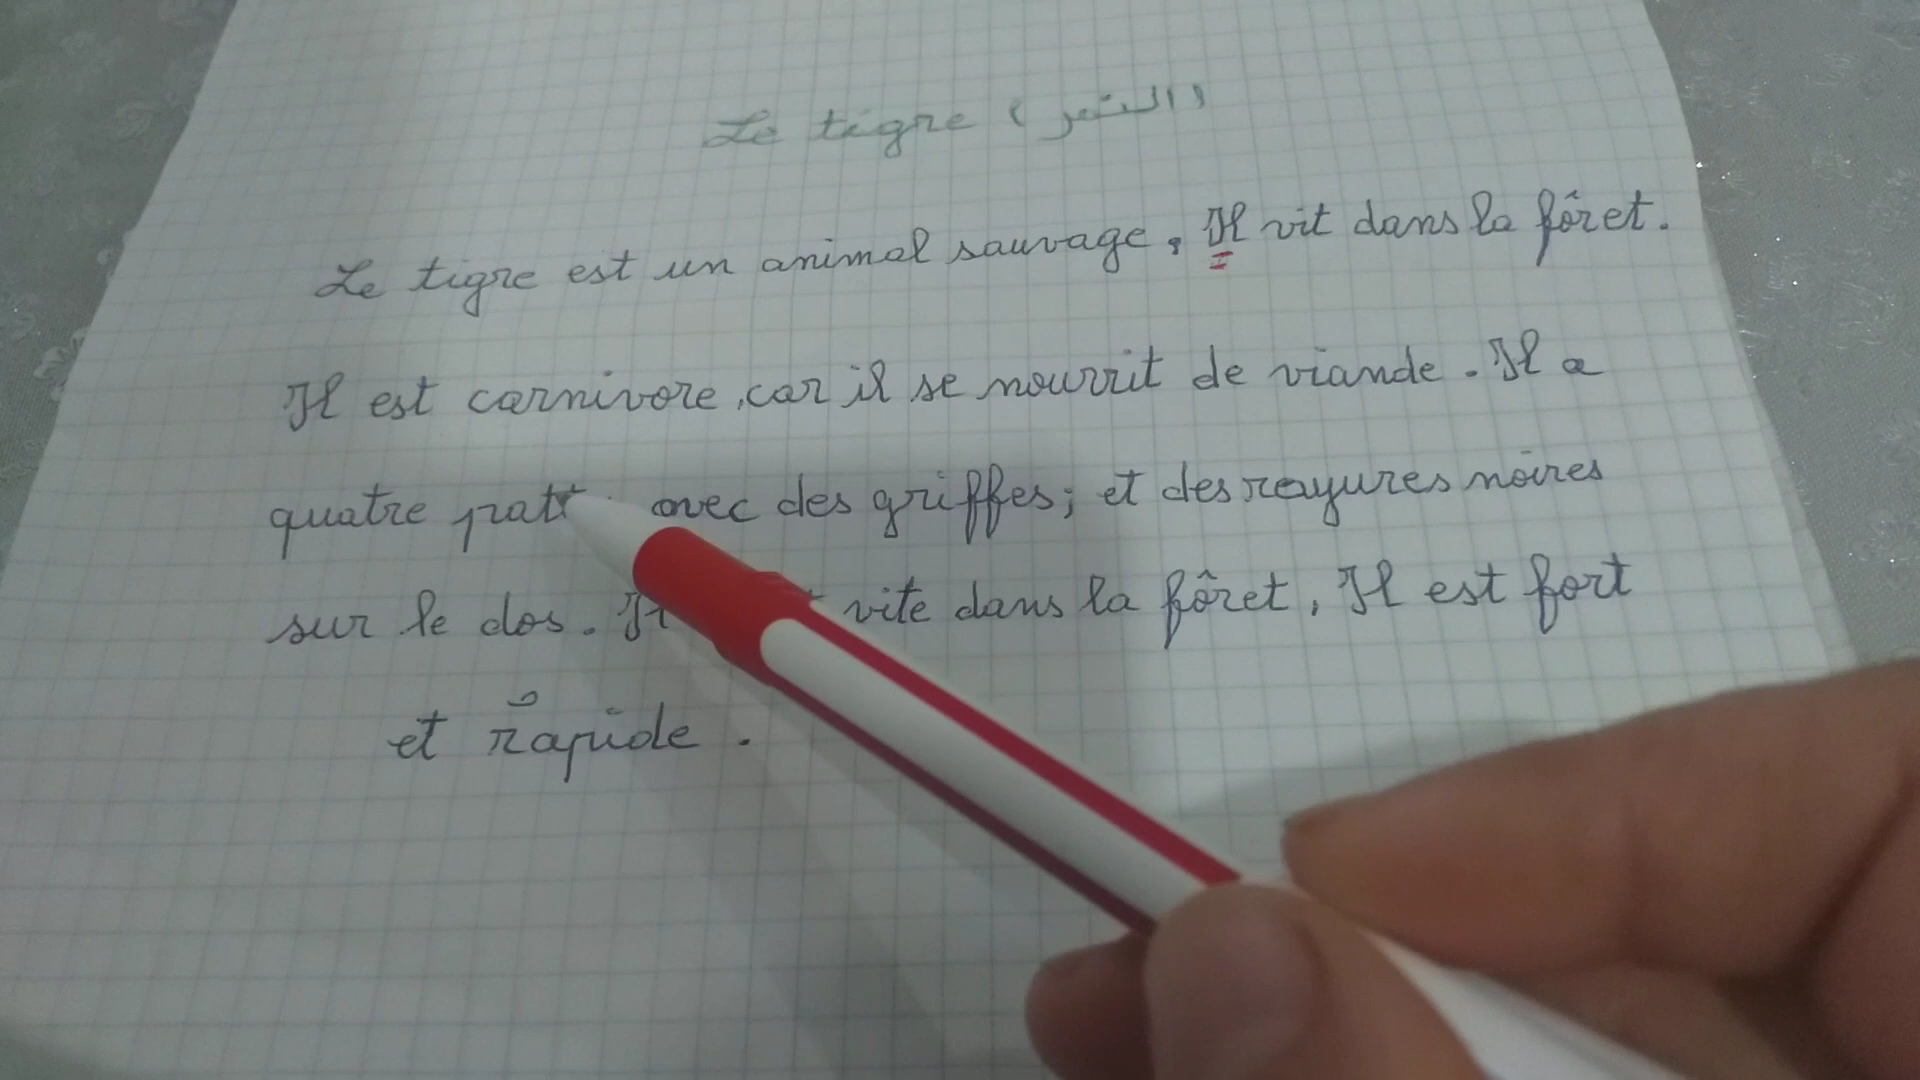 Le tigre (النمر)
Le tigre est un animal sauvage. Il vit dans la fôret.
Il est carnivore, car il se nourrit de viande. Il a
quatre patt avec des griffes; et des rayures noires
sur le dos. Il vite dans la fôret, Il est fort
et rapide.